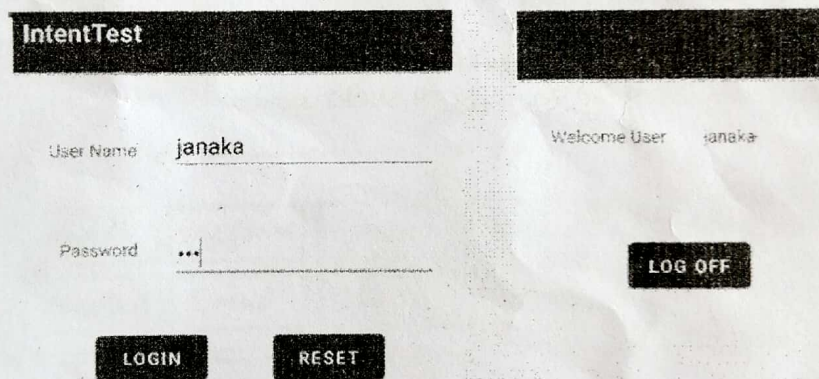 IntentTest
User Name janaka
Password •••
LOGIN RESET
Welcome User janaka
LOG OFF